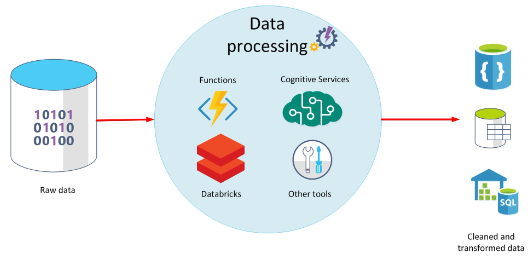 Data
processing
Functions
Cognitive Services
10101
01010
00100
{ }
Databricks
Other tools
Raw data
SQL
Cleaned and
transformed data